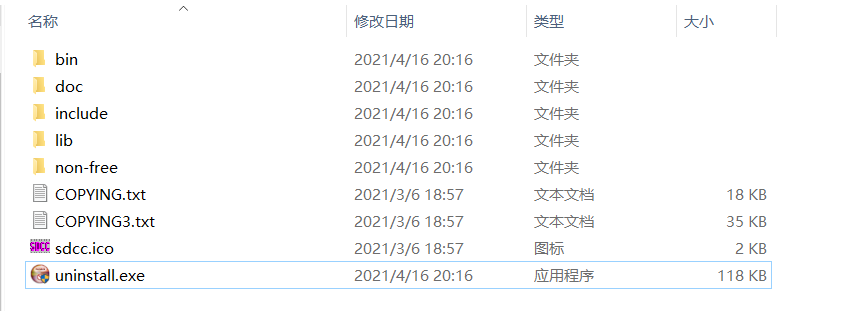 名称 修改日期 类型 大小
bin 2021/4/16 20:16 文件夹
doc 2021/4/16 20:16 文件夹
include 2021/4/16 20:16 文件夹
lib 2021/4/16 20:16 文件夹
non-free 2021/4/16 20:16 文件夹
COPYING.txt 2021/3/6 18:57 文本文档 18 KB
COPYING3.txt 2021/3/6 18:57 文本文档 35 KB
SDCC sdcc.ico 2021/3/6 18:57 图标 2 KB
uninstall.exe 2021/4/16 20:16 应用程序 118 KB